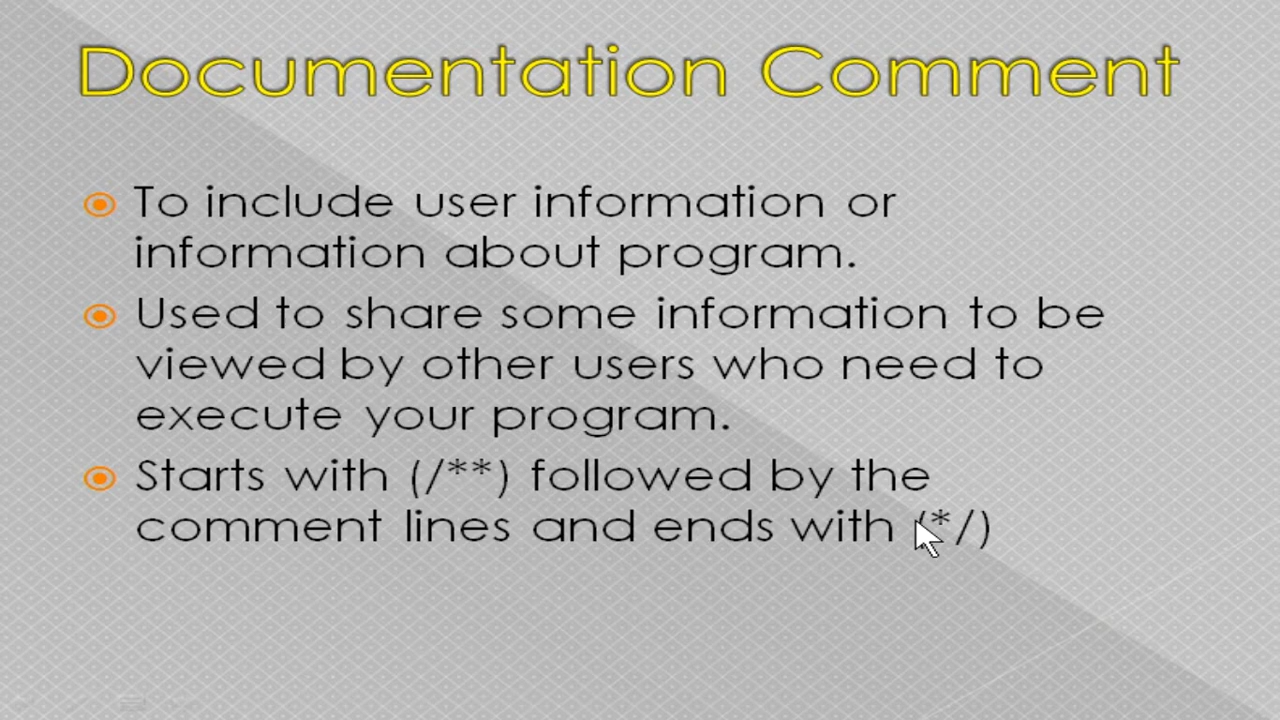 Documentation Comment
To include user information or
information about program.
Used to share some information to be
viewed by other users who need to
execute your program.
Starts with (/**) followed by the
comment lines and ends with (*/)